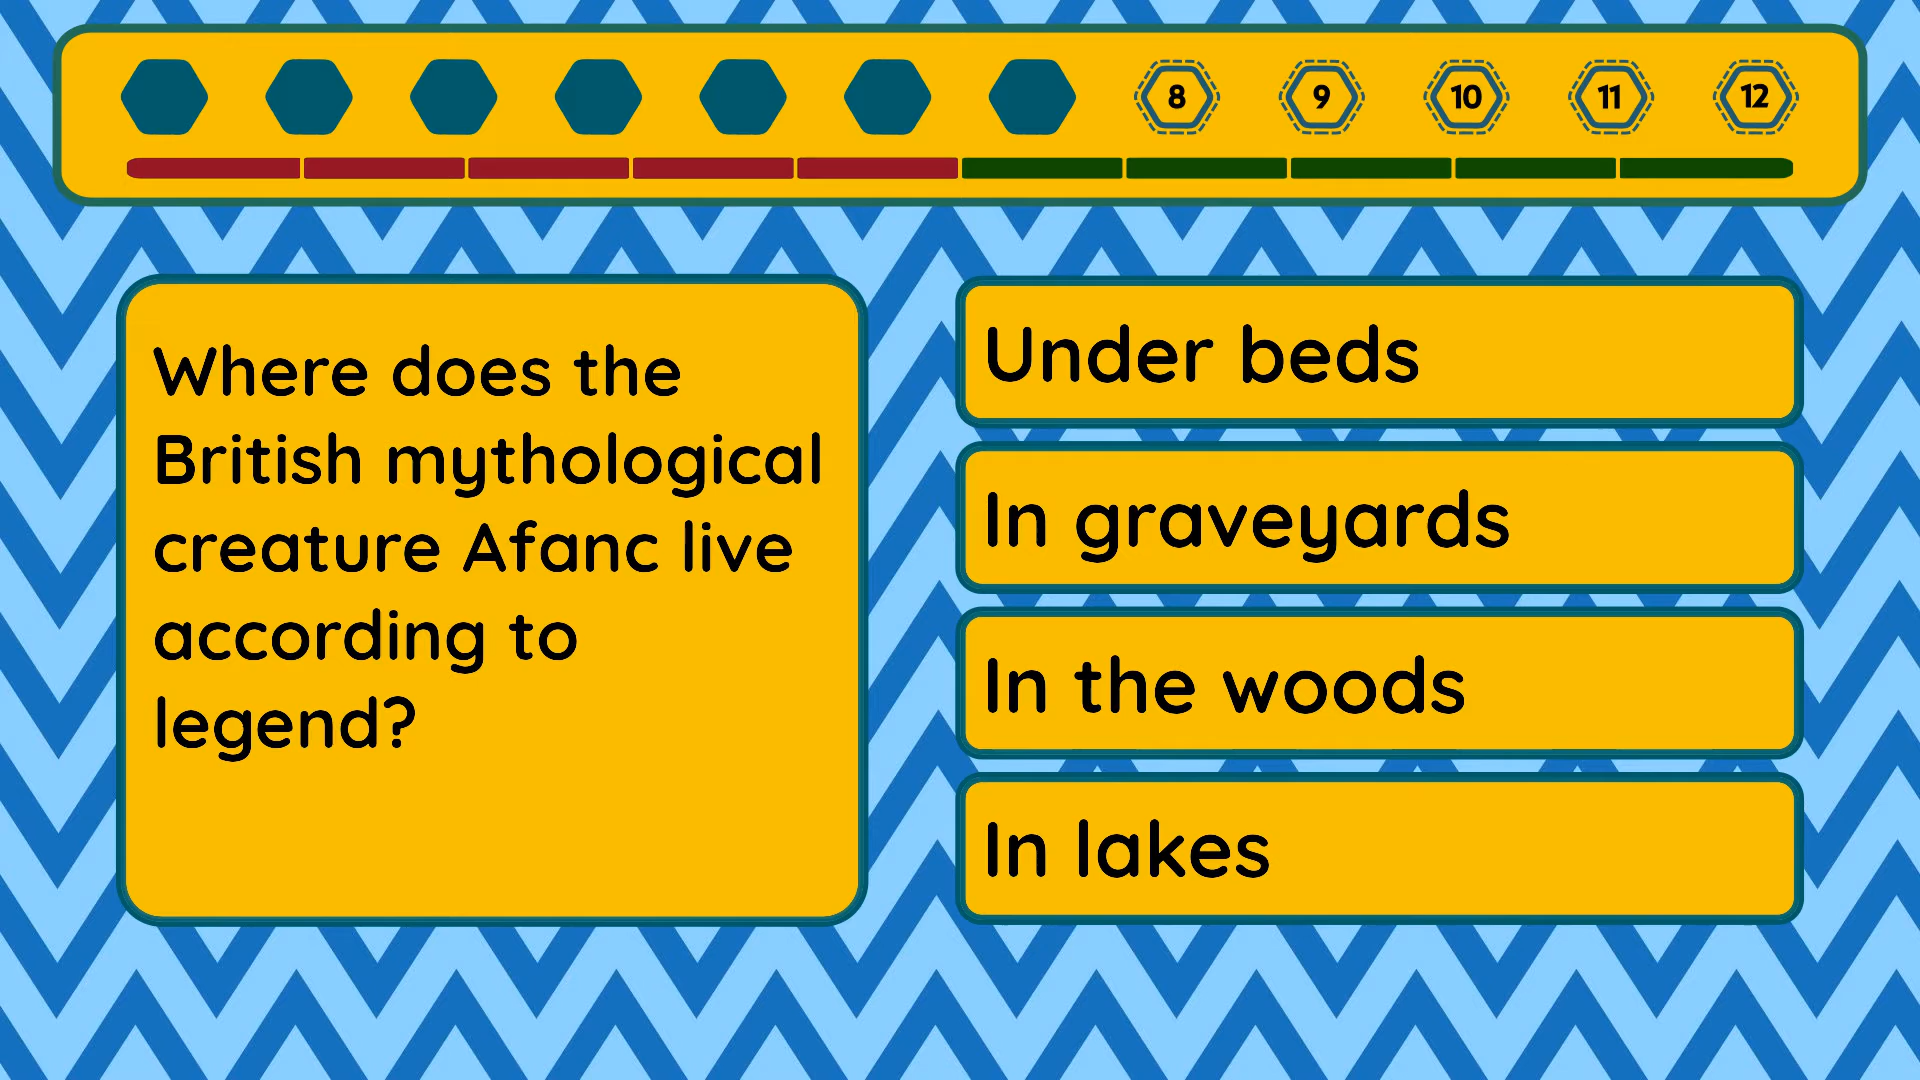 8 9 10 11 12
Where does the
British mythological
creature Afanc live
according to
legend?
Under beds
In graveyards
In the woods
In lakes